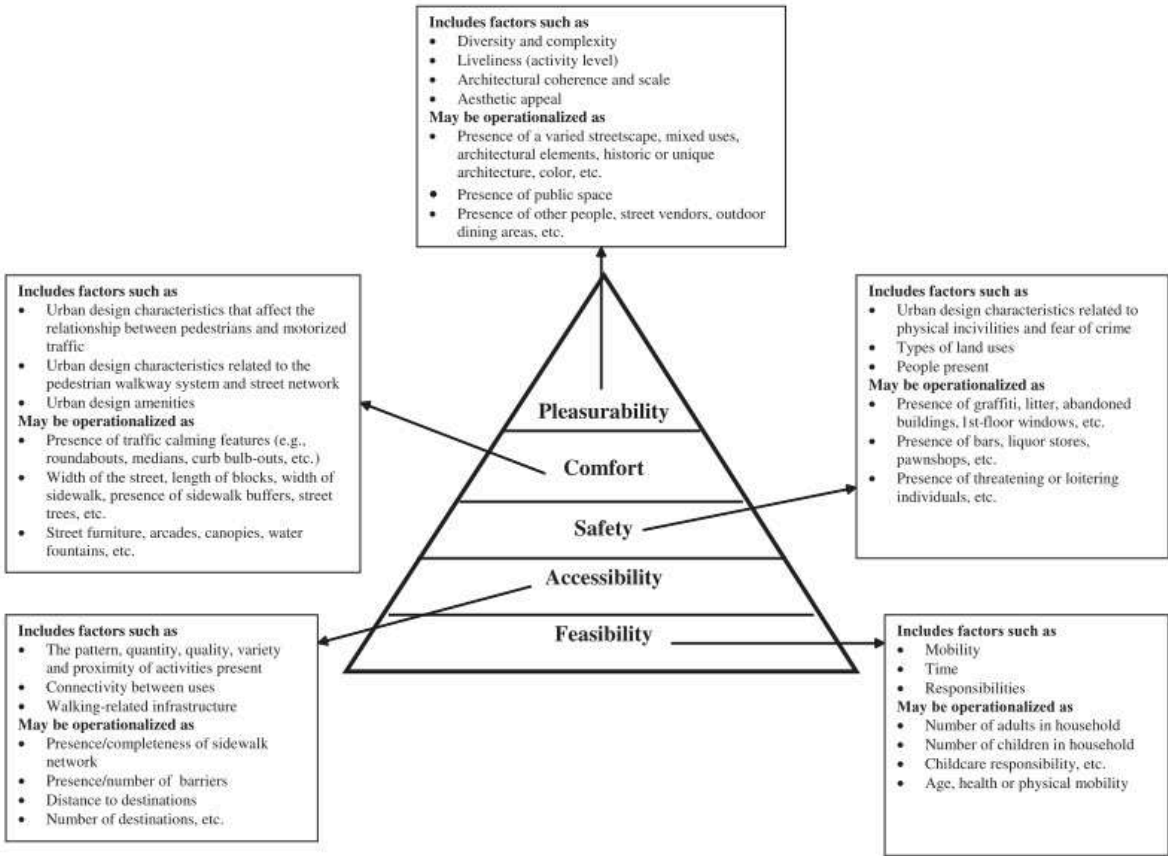 Includes factors such as
• Diversity and complexity
• Liveliness (activity level)
• Architectural coherence and scale
• Aesthetic appeal
May be operationalized as
• Presence of a varied streetscape, mixed uses,
architectural elements, historic or unique
architecture, color, etc.
• Presence of public space
• Presence of other people, street vendors, outdoor
dining areas, etc.
Includes factors such as
• Urban design characteristics that affect the
relationship between pedestrians and motorized
traffic
• Urban design characteristics related to the
pedestrian walkway system and street network
• Urban design amenities
May be operationalized as
• Presence of traffic calming features (e.g.,
roundabouts, medians, curb bulb-outs, etc.)
• Width of the street, length of blocks, width of
sidewalk, presence of sidewalk buffers, street
trees, etc.
• Street furniture, arcades, canopies, water
fountains, etc.
Includes factors such as
• Urban design characteristics related to
physical incivilities and fear of crime
• Types of land uses
• People present
May be operationalized as
• Presence of graffiti, litter, abandoned
buildings, 1st-floor windows, etc.
• Presence of bars, liquor stores,
pawnshops, etc.
• Presence of threatening or loitering
individuals, etc.
Pleasurability
Comfort
Safety
Accessibility
Feasibility
Includes factors such as
• The pattern, quantity, quality, variety
and proximity of activities present
• Connectivity between uses
• Walking-related infrastructure
May be operationalized as
• Presence/completeness of sidewalk
network
• Presence/number of barriers
• Distance to destinations
• Number of destinations, etc.
Includes factors such as
• Mobility
• Time
• Responsibilities
May be operationalized as
• Number of adults in household
• Number of children in household
• Childcare responsibility, etc.
• Age, health or physical mobility